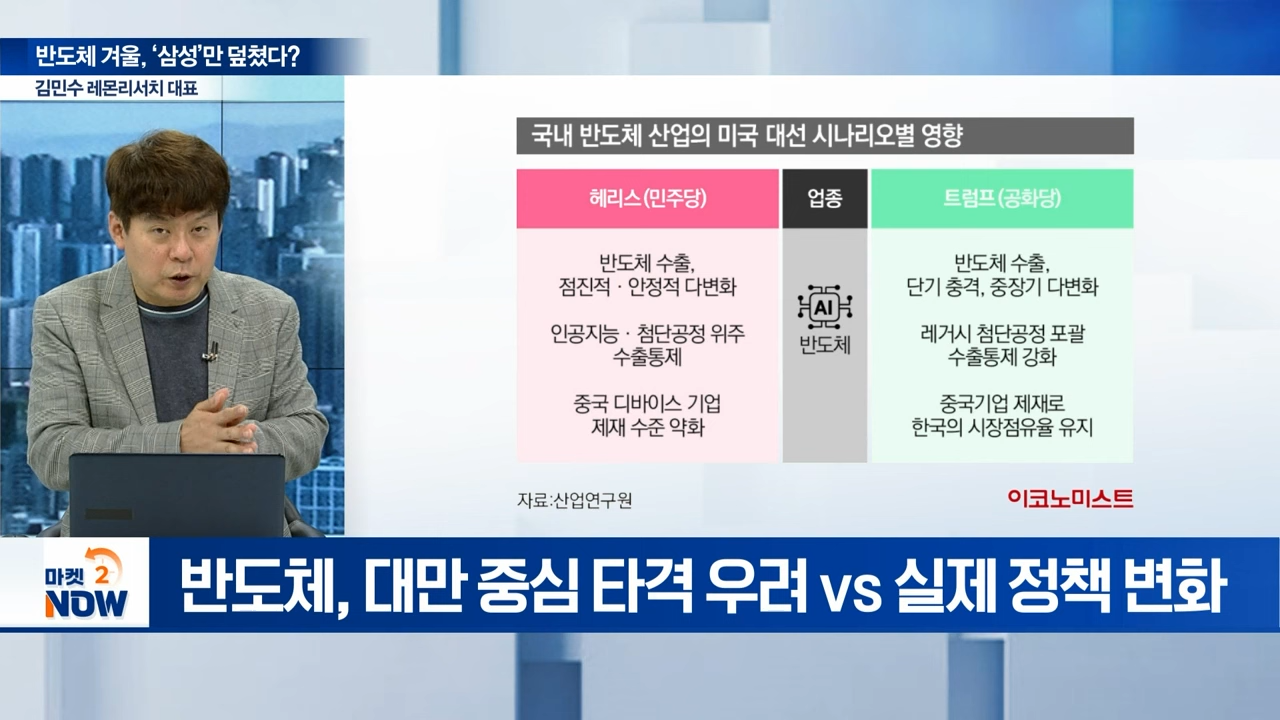 반도체 겨울, ‘삼성’만 덮쳤다?
김민수 레몬리서치 대표
국내 반도체 산업의 미국 대선 시나리오별 영향
헤리스(민주당)
업종
트럼프(공화당)
반도체 수출,
점진적 · 안정적 다변화
인공지능 · 첨단공정 위주
수출통제
중국 디바이스 기업
제재 수준 약화
AI
반도체
반도체 수출,
단기 충격, 중장기 다변화
레거시 첨단공정 포괄
수출통제 강화
중국기업 제재로
한국의 시장점유율 유지
자료:산업연구원
이코노미스트
마켓 2
NOW
반도체, 대만 중심 타격 우려 vs 실제 정책 변화